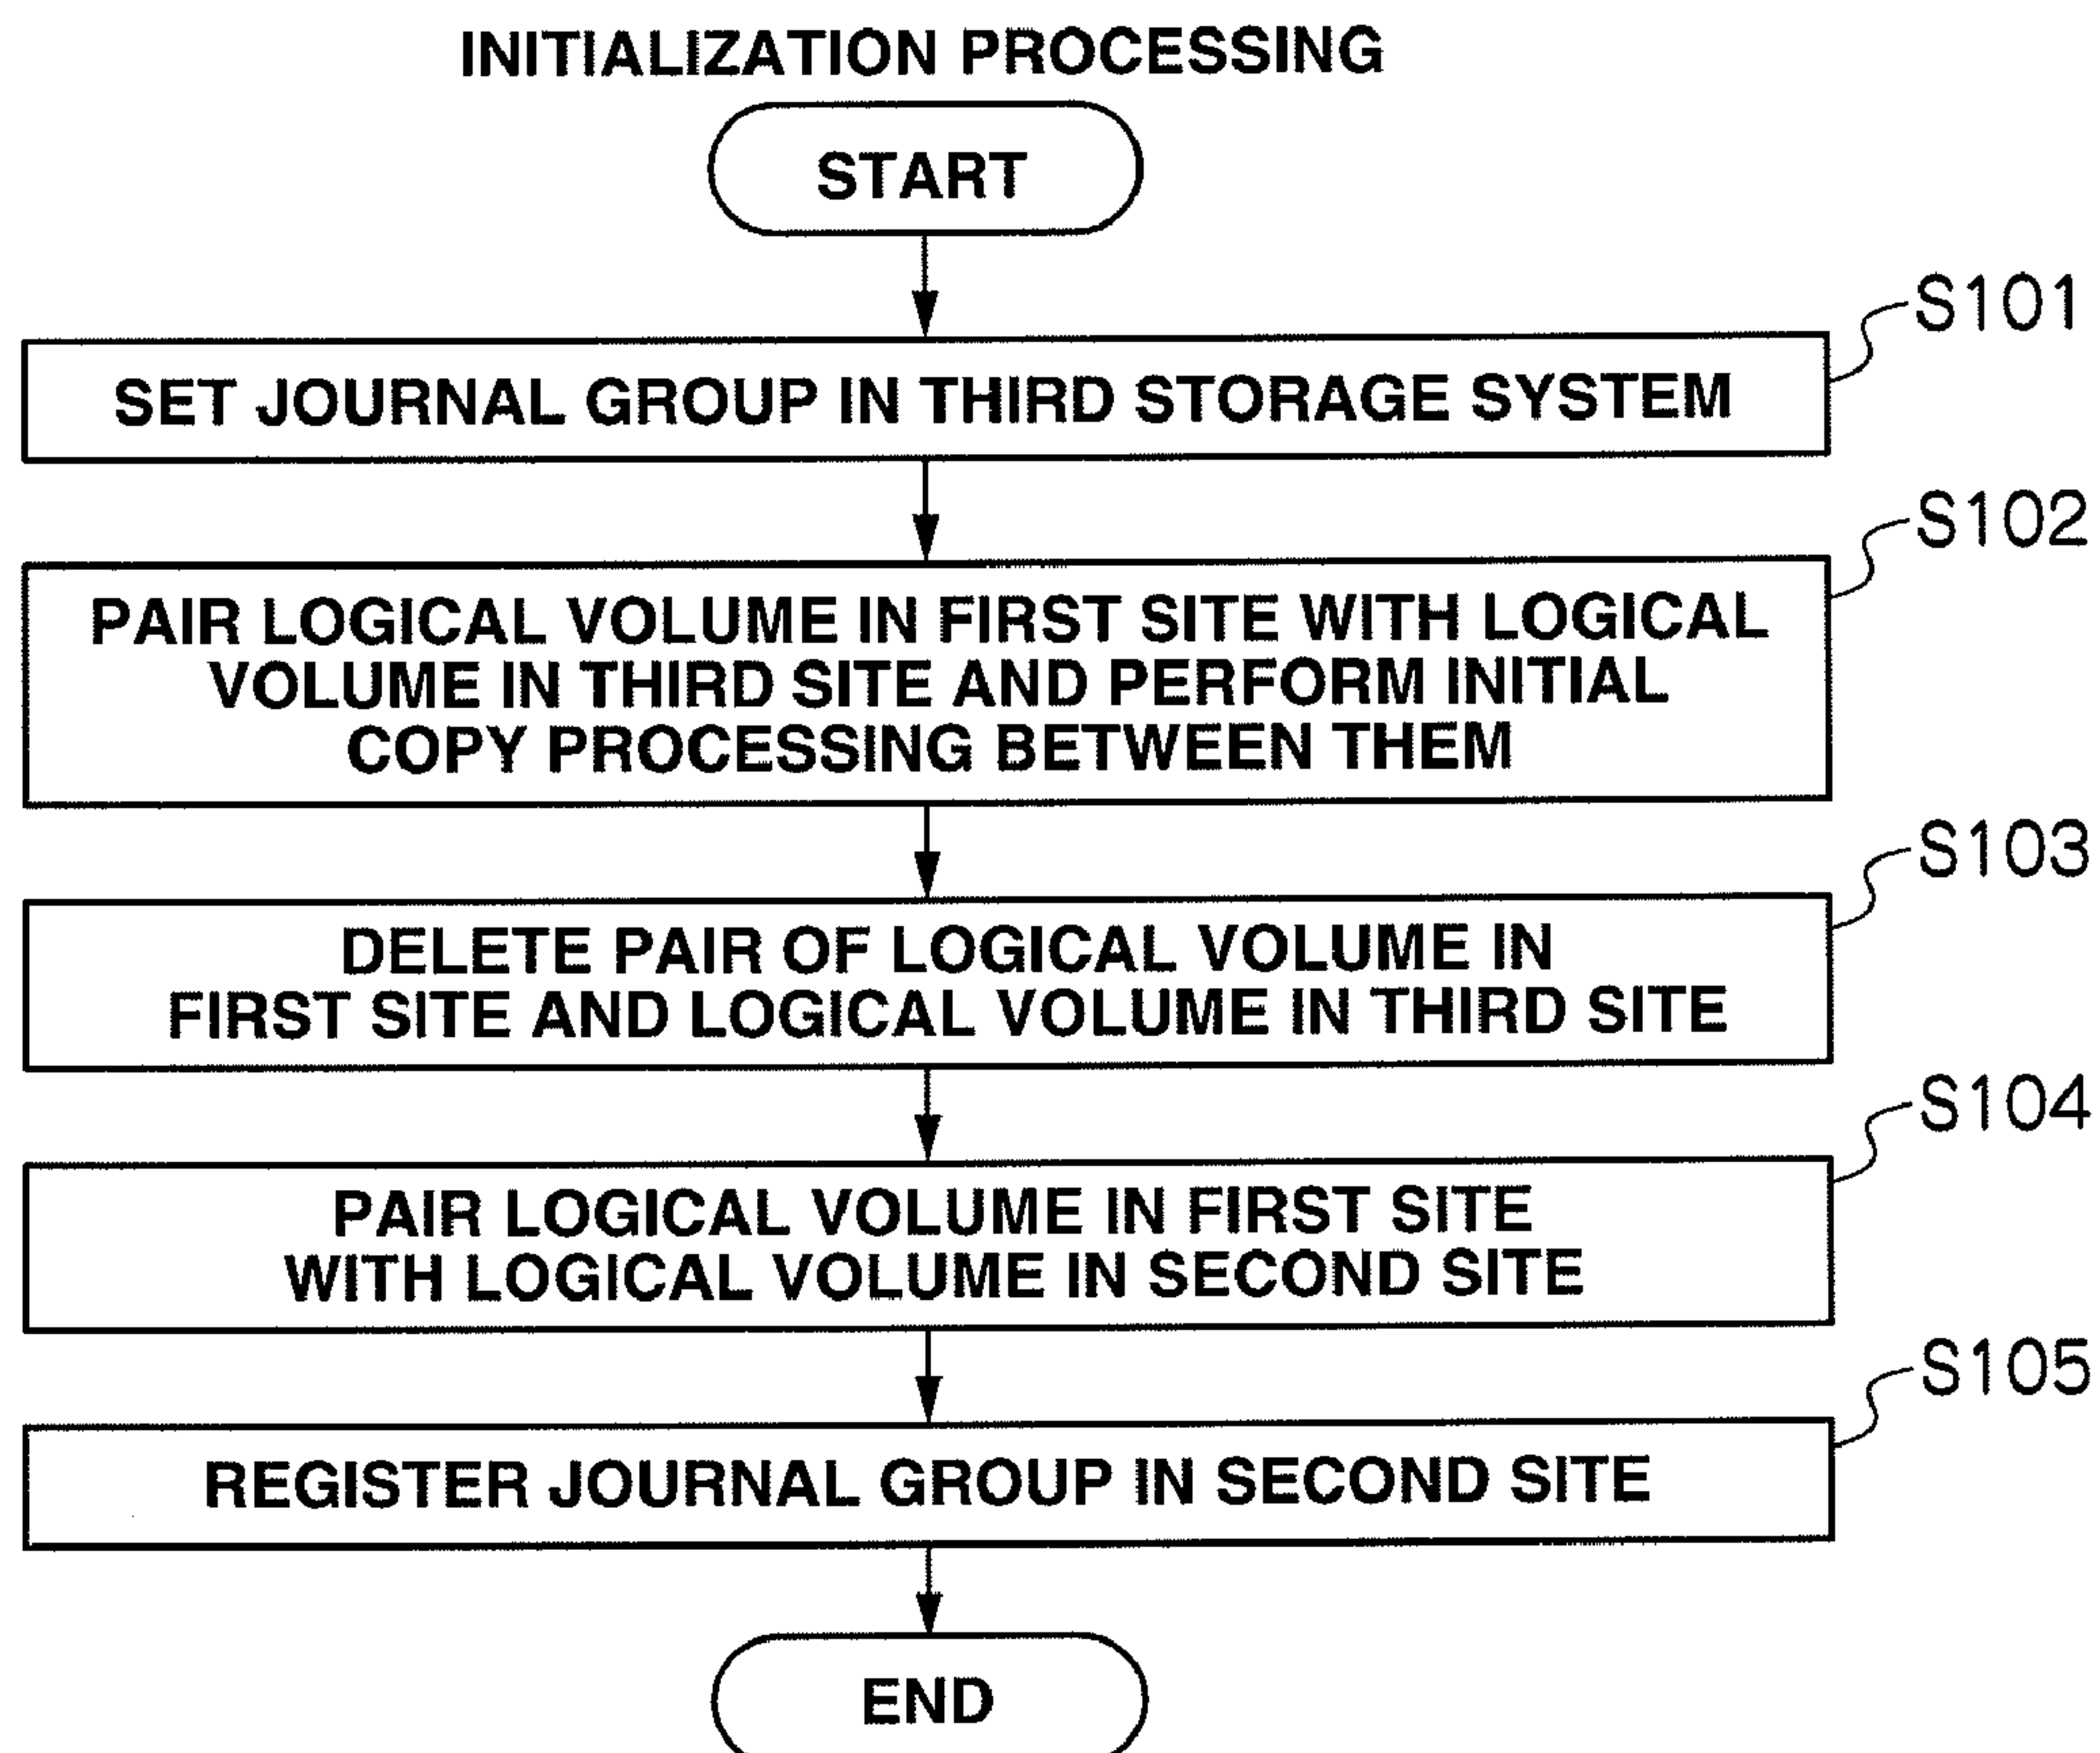 INITIALIZATION PROCESSING
START
S101
SET JOURNAL GROUP IN THIRD STORAGE SYSTEM
S102
PAIR LOGICAL VOLUME IN FIRST SITE WITH LOGICAL
VOLUME IN THIRD SITE AND PERFORM INITIAL
COPY PROCESSING BETWEEN THEM
S103
DELETE PAIR OF LOGICAL VOLUME IN
FIRST SITE AND LOGICAL VOLUME IN THIRD SITE
S104
PAIR LOGICAL VOLUME IN FIRST SITE
WITH LOGICAL VOLUME IN SECOND SITE
S105
REGISTER JOURNAL GROUP IN SECOND SITE
END